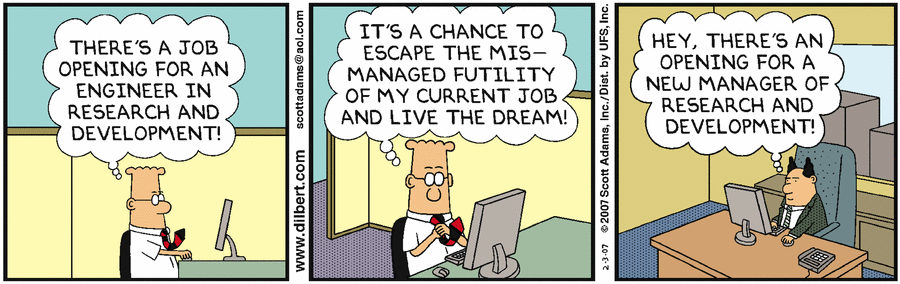 THERE'S A JOB
OPENING FOR AN
ENGINEER IN
RESEARCH AND
DEVELOPMENT!
www.dilbert.com
scottadams@aol.com
IT'S A CHANCE TO
ESCAPE THE MIS-
MANAGED FUTILITY
OF MY CURRENT JOB
AND LIVE THE DREAM!
2-3-07 © 2007 Scott Adams, Inc./Dist. by UFS, Inc.
HEY, THERE'S AN
OPENING FOR A
NEW MANAGER OF
RESEARCH AND
DEVELOPMENT!